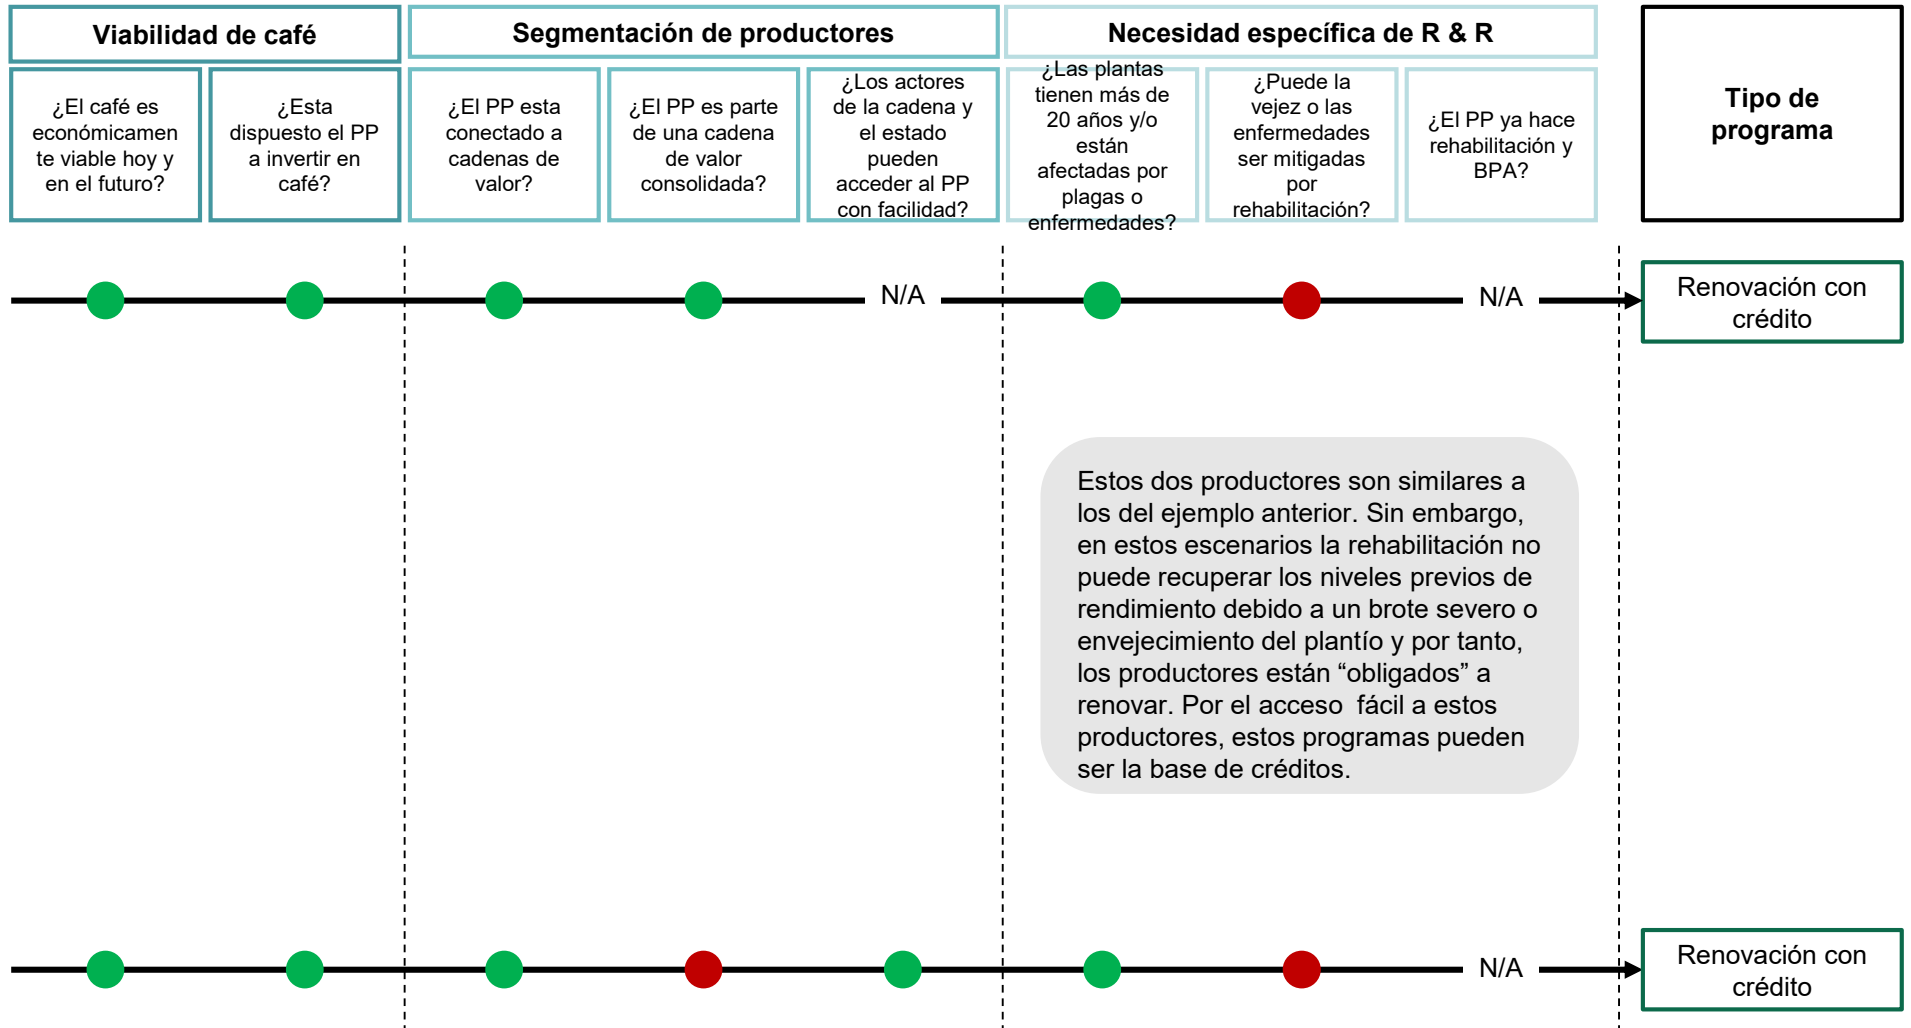 Viabilidad de café
Segmentación de productores
Necesidad específica de R & R
Tipo de
programa
¿El café es
económicamen
te viable hoy y
en el futuro?
¿Esta
dispuesto el PP
a invertir en
café?
¿El PP esta
conectado a
cadenas de
valor?
¿El PP es parte
de una cadena
de valor
consolidada?
¿Los actores
de la cadena y
el estado
pueden
acceder al PP
con facilidad?
¿Las plantas
tienen más de
20 años y/o
están
afectadas por
plagas o
enfermedades?
¿Puede la
vejez o las
enfermedades
ser mitigadas
por
rehabilitación?
¿El PP ya hace
rehabilitación y
BPA?
N/A
N/A
Renovación con
crédito
Estos dos productores son similares a
los del ejemplo anterior. Sin embargo,
en estos escenarios la rehabilitación no
puede recuperar los niveles previos de
rendimiento debido a un brote severo o
envejecimiento del plantío y por tanto,
los productores están “obligados” a
renovar. Por el acceso  fácil a estos
productores, estos programas pueden
ser la base de créditos.
N/A
Renovación con
crédito